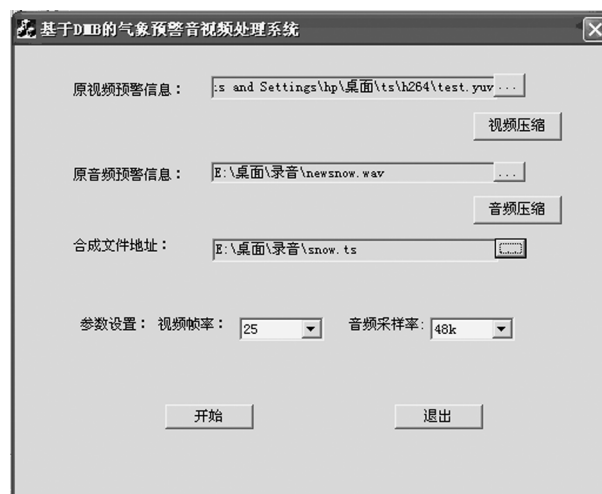 基于DMB的气象预警音视频处理系统
原视频预警信息： :s and Settings\hp\桌面\ts\h264\test.yuv ...
视频压缩
原音频预警信息： E:\桌面\录音\newsnow.wav ...
音频压缩
合成文件地址： E:\桌面\录音\snow.ts ...
参数设置： 视频帧率： 25 音频采样率: 48k
开始 退出